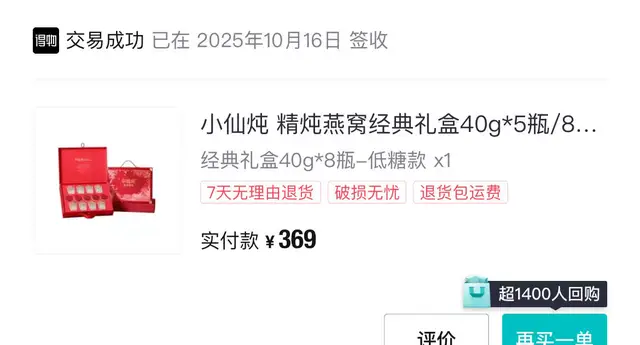 得物 交易成功 已在 2025年10月16日 签收
小仙炖 精炖燕窝经典礼盒40g*5瓶/8...
经典礼盒40g*8瓶-低糖款 x1
7天无理由退货 破损无忧 退货包运费
实付款 ¥369
超1400人回购
评价 再买一单